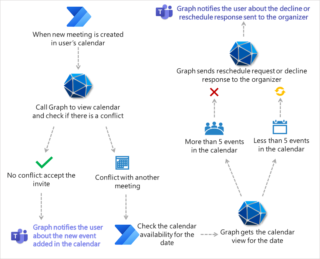 Graph notifies the user about the decline or
reschedule response sent to the organizer
When new meeting is created
in user's calendar
Graph sends reschedule request or decline
response to the organizer
Call Graph to view calendar
and check if there is a conflict
More than 5 events
in the calendar
Less than 5 events
in the calendar
No conflict accept the
invite
Conflict with another
meeting
Graph notifies the user
about the new event
added in the calendar
Check the calendar
availability for the
date
Graph gets the calendar
view for the date